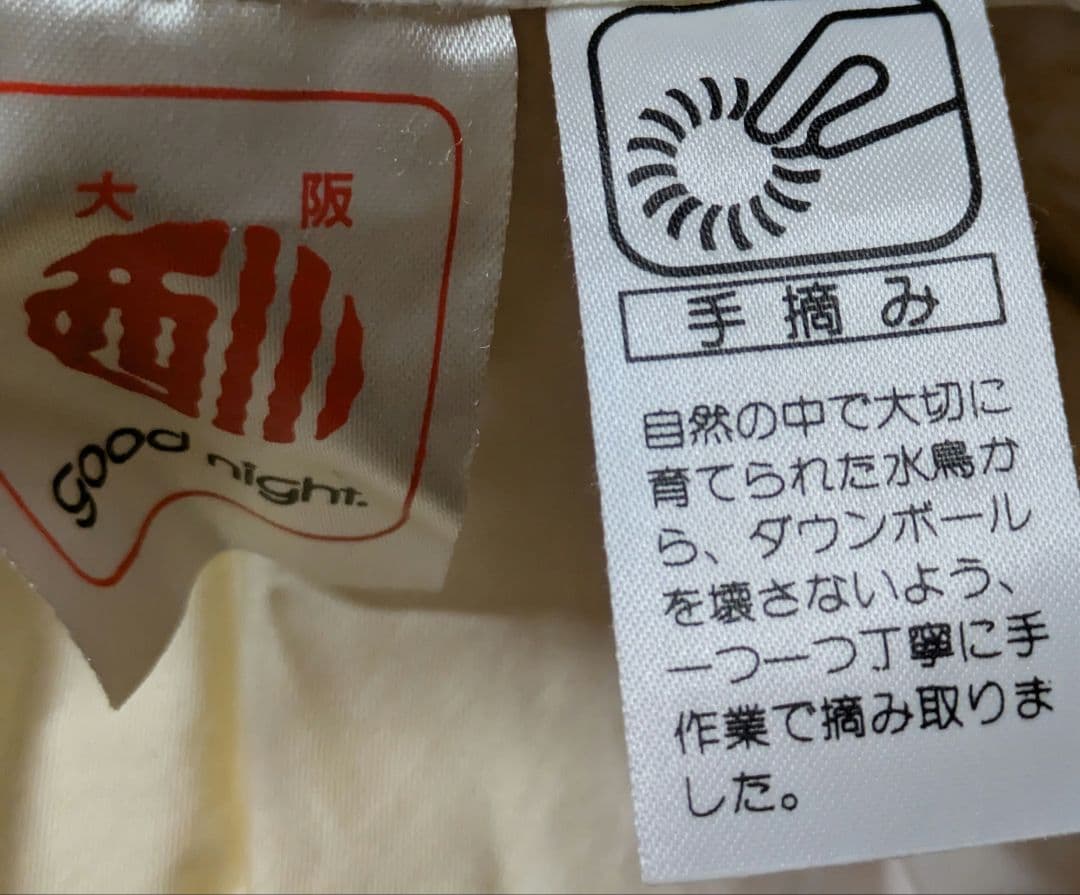 大阪
西川
good night.
手摘み
自然の中で大切に
育てられた水鳥か
ら、ダウンボール
を壊さないよう、
一つ一つ丁寧に手
作業で摘み取りま
した。